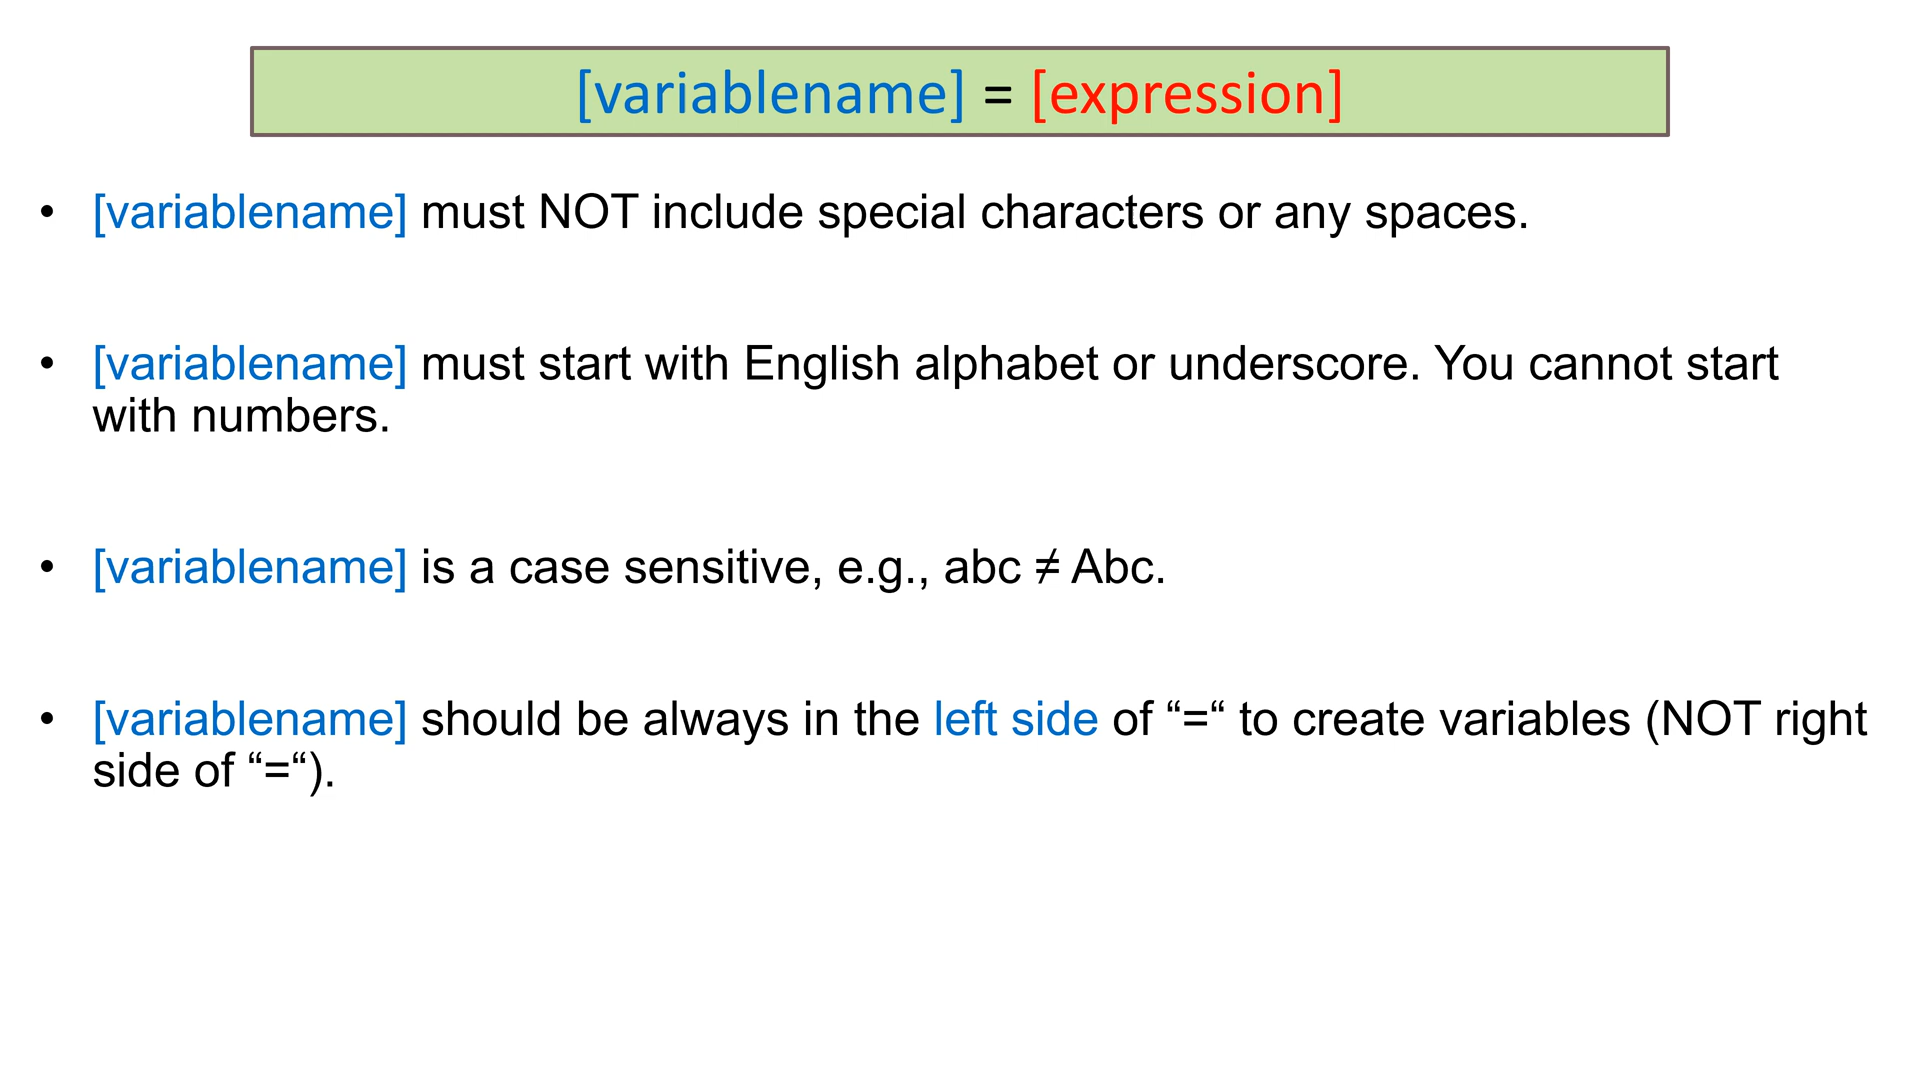 [variablename] = [expression]
• [variablename] must NOT include special characters or any spaces.
• [variablename] must start with English alphabet or underscore. You cannot start
with numbers.
• [variablename] is a case sensitive, e.g., abc ≠ Abc.
• [variablename] should be always in the left side of “=“ to create variables (NOT right
side of “=“).